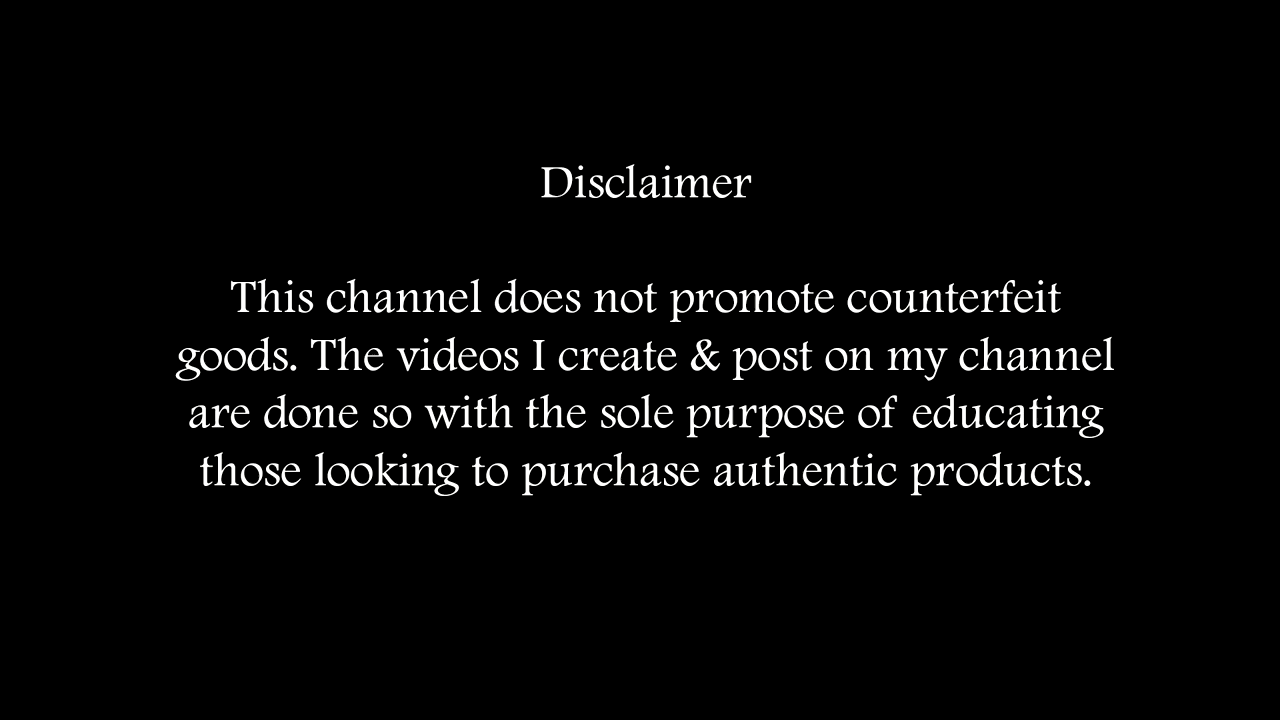 Disclaimer
This channel does not promote counterfeit
goods. The videos I create & post on my channel
are done so with the sole purpose of educating
those looking to purchase authentic products.